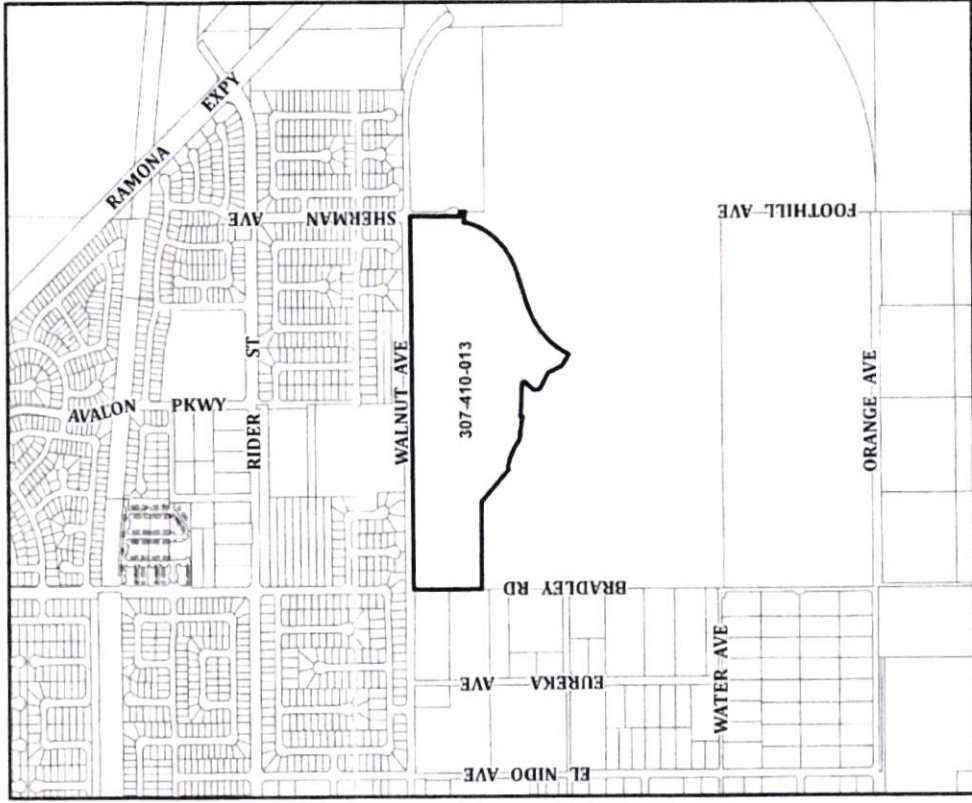 RAMONA EXPY
SHERMAN AVE
AVALON PKWY
RIDER ST
WALNUT AVE
307-410-013
FOOTHILL AVE
ORANGE AVE
BRADLEY RD
EUREKA AVE
WATER AVE
EL NIDO AVE